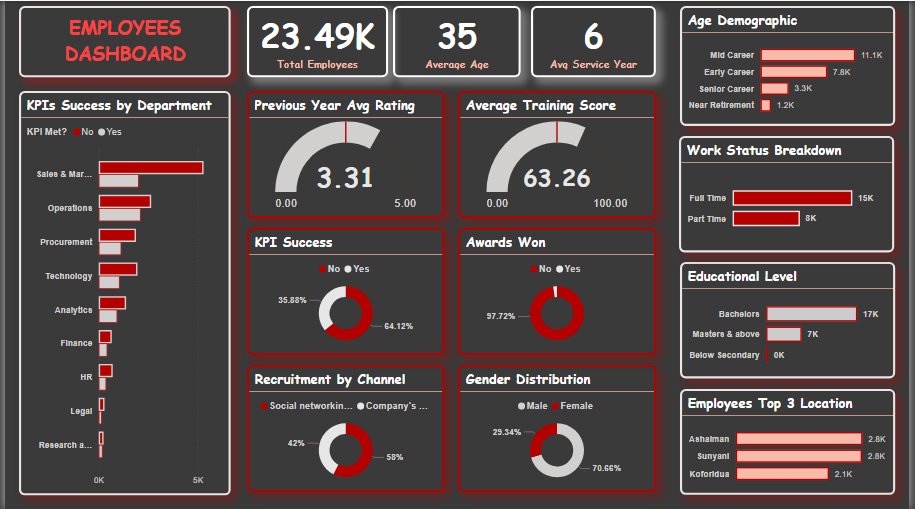 EMPLOYEES
DASHBOARD
23.49K
Total Employees
35
Average Age
6
Avg Service Year
KPIs Success by Department
KPI Met? No Yes
Sales & Mar...
Operations
Procurement
Technology
Analytics
Finance
HR
Legal
Research a...
0K 5K
Previous Year Avg Rating
3.31
0.00 5.00
Average Training Score
63.26
0.00 100.00
KPI Success
No Yes
35.88%
64.12%
Awards Won
No Yes
97.72%
Recruitment by Channel
Social networkin... Company's ...
42%
58%
Gender Distribution
Male Female
29.34%
70.66%
Age Demographic
Mid Career 11.1K
Early Career 7.8K
Senior Career 3.3K
Near Retirement 1.2K
Work Status Breakdown
Full Time 15K
Part Time 8K
Educational Level
Bachelors 17K
Masters & above 7K
Below Secondary 0K
Employees Top 3 Location
Ashaiman 2.8K
Sunyani 2.8K
Koforidua 2.1K